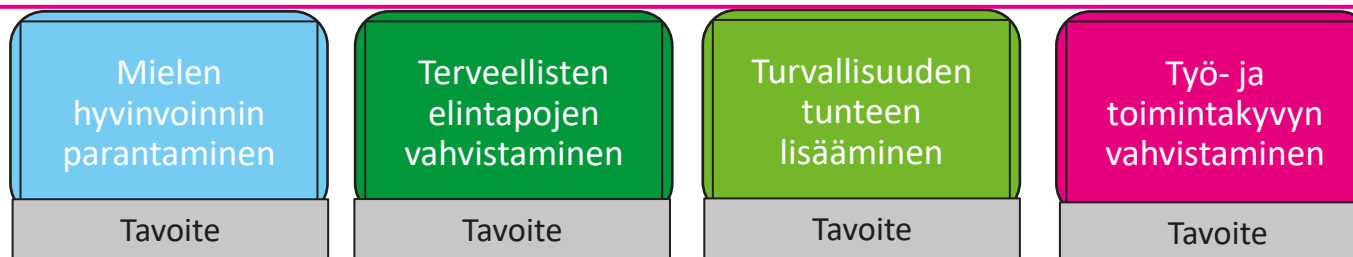 Mielen
hyvinvoinnin
parantaminen
Tavoite
Terveellisten
elintapojen
vahvistaminen
Tavoite
Turvallisuuden
tunteen
lisääminen
Tavoite
Työ- ja
toimintakyvyn
vahvistaminen
Tavoite